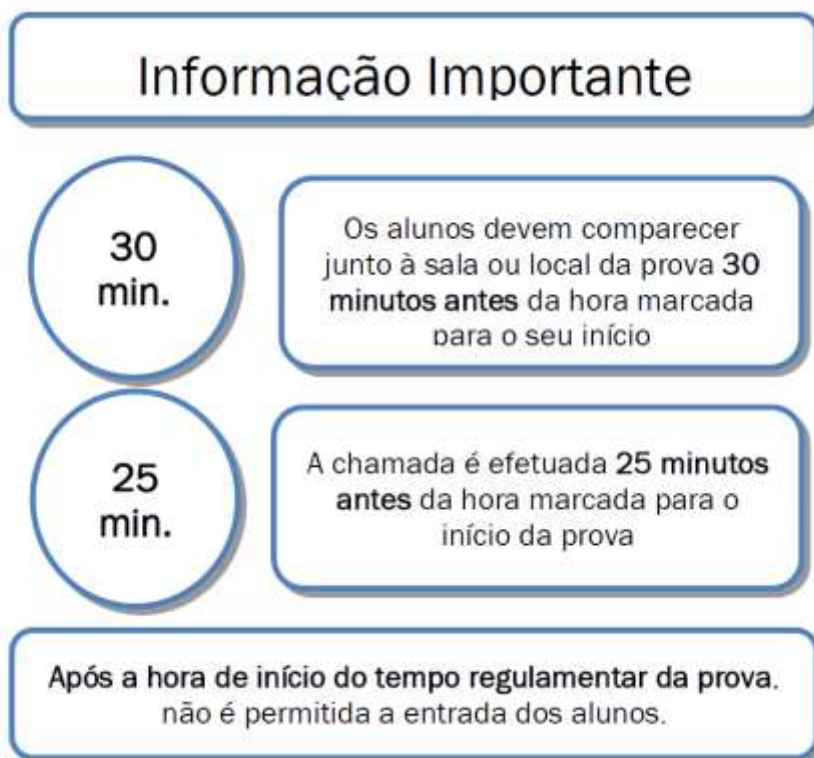 Informação Importante
30
min.
Os alunos devem comparecer
junto à sala ou local da prova 30
minutos antes da hora marcada
para o seu início
25
min.
A chamada é efetuada 25 minutos
antes da hora marcada para o
início da prova
Após a hora de início do tempo regulamentar da prova,
não é permitida a entrada dos alunos.